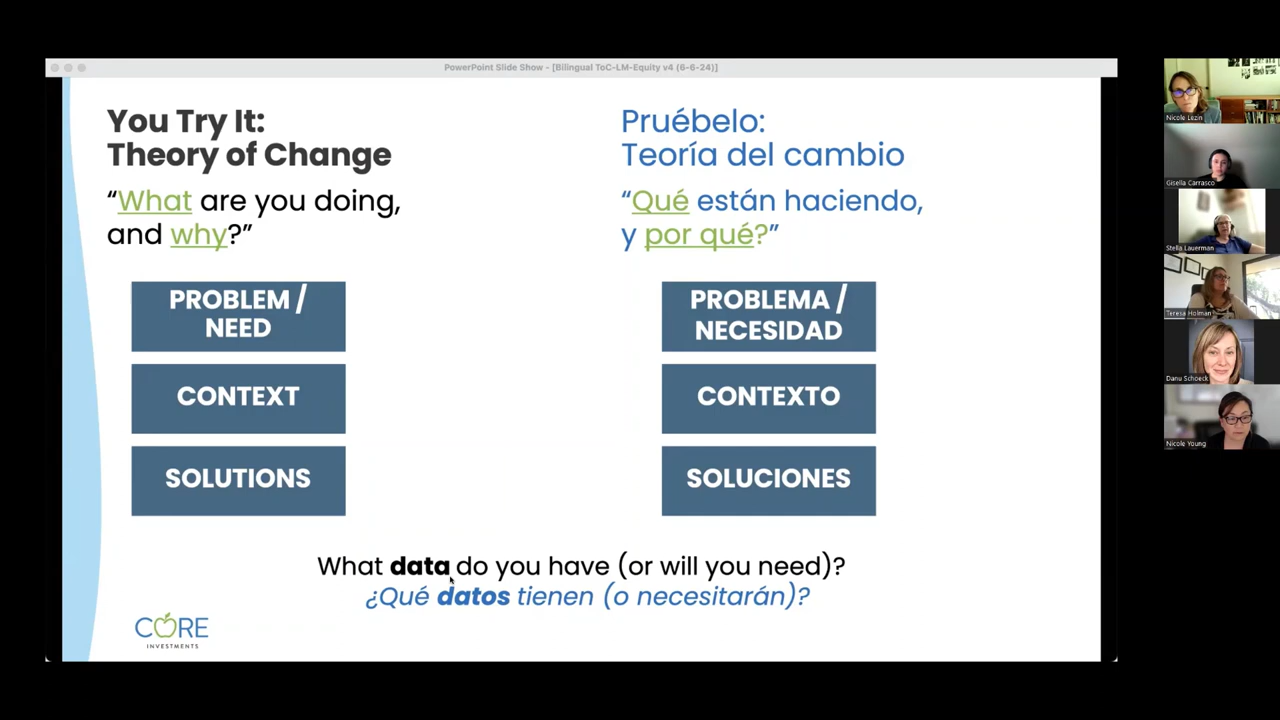 PowerPoint Slide Show - [Bilingual ToC-LM-Equity v4 (6-6-24)]
You Try It:
Theory of Change
“What are you doing,
and why?”
PROBLEM /
NEED
CONTEXT
SOLUTIONS
Pruébelo:
Teoría del cambio
“Qué están haciendo,
y por qué?”
PROBLEMA /
NECESIDAD
CONTEXTO
SOLUCIONES
What data do you have (or will you need)?
¿Qué datos tienen (o necesitarán)?
CORE
INVESTMENTS
Nicole Lezin
Gisella Carrasco
Stella Lauerman
Teresa Holman
Danu Schoeck
Nicole Young